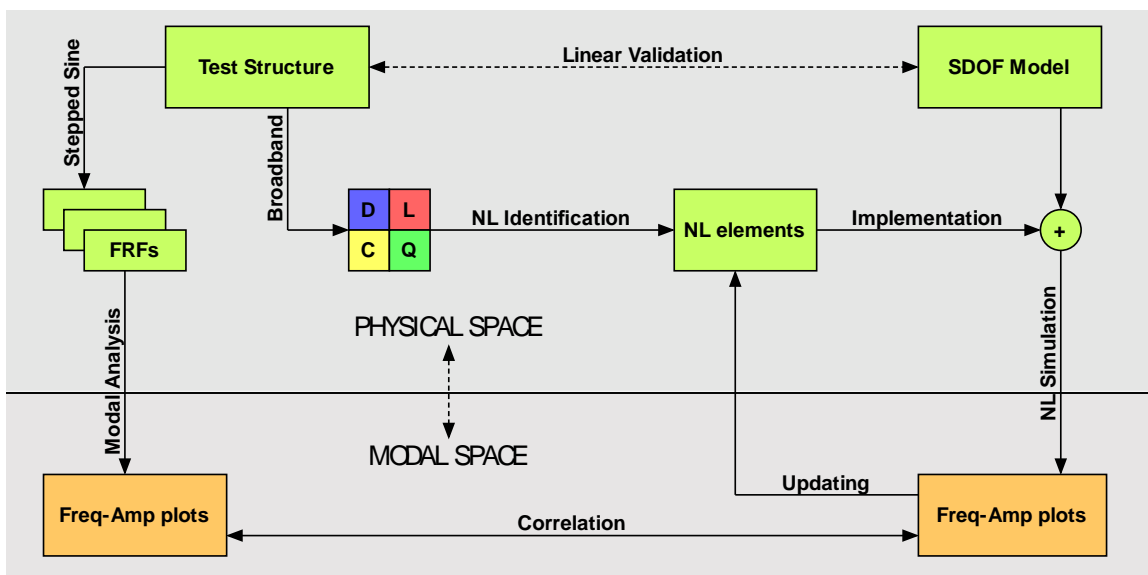 Test Structure
Linear Validation
SDOF Model
Stepped Sine
Broadband
FRFs
D L
C Q
NL Identification
NL elements
Implementation
+
PHYSICAL SPACE
Modal Analysis
NL Simulation
MODAL SPACE
Freq-Amp plots
Updating
Correlation
Freq-Amp plots